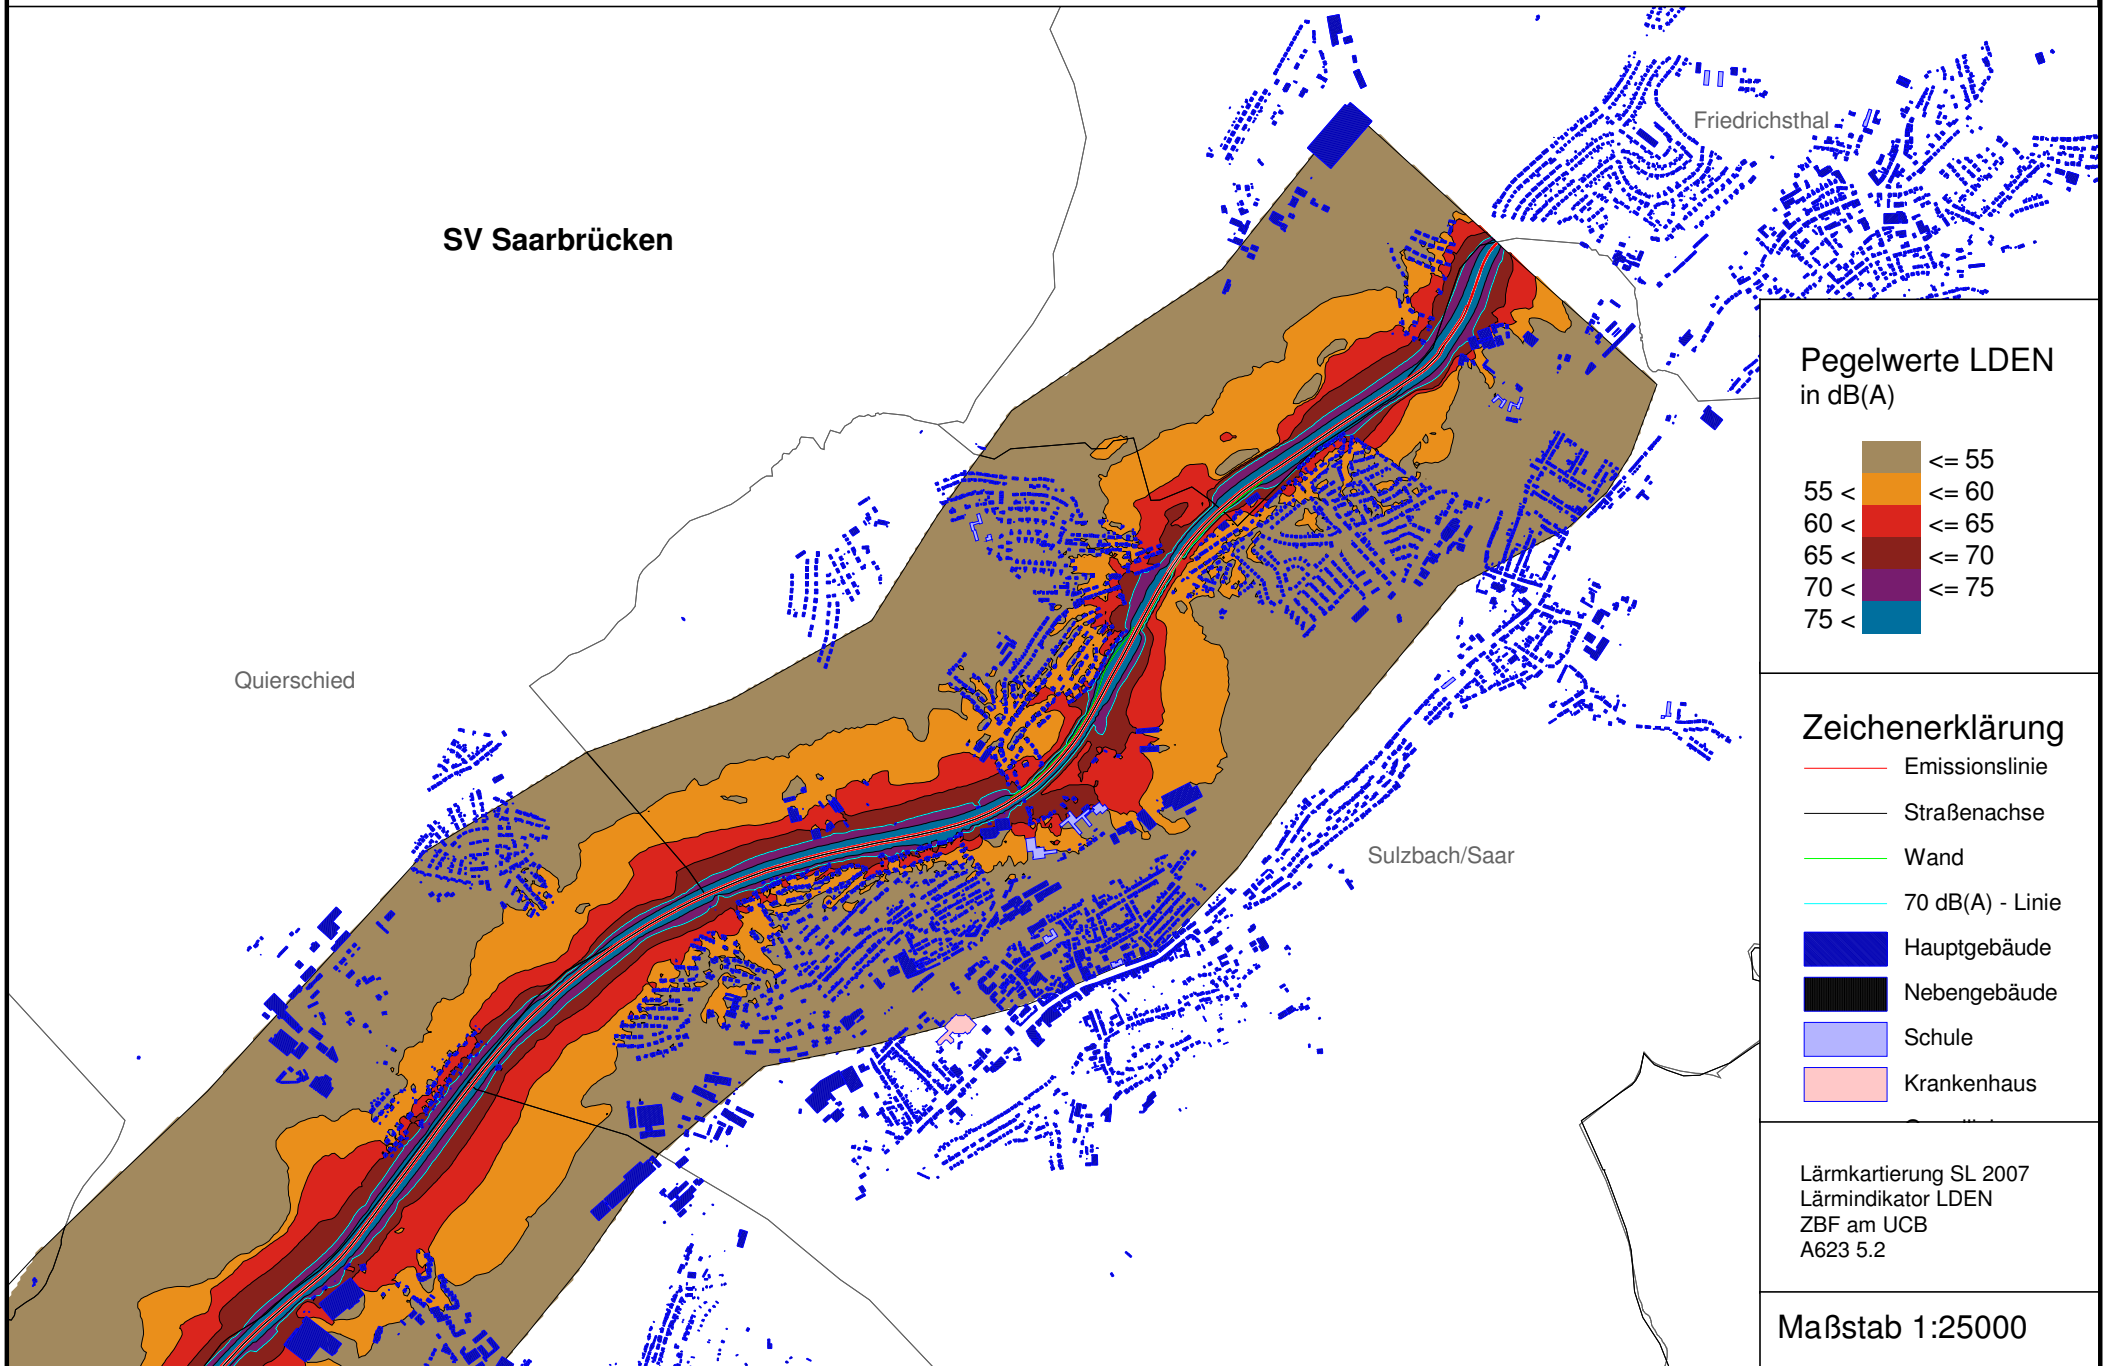 SV Saarbrücken
Friedrichsthal
Quierschied
Sulzbach/Saar
Pegelwerte LDEN
in dB(A)
<= 55
55 < <= 60
60 < <= 65
65 < <= 70
70 < <= 75
75 <
Zeichenerklärung
Emissionslinie
Straßenachse
Wand
70 dB(A) - Linie
Hauptgebäude
Nebengebäude
Schule
Krankenhaus
Lärmkartierung SL 2007
Lärmindikator LDEN
ZBF am UCB
A623 5.2
Maßstab 1:25000